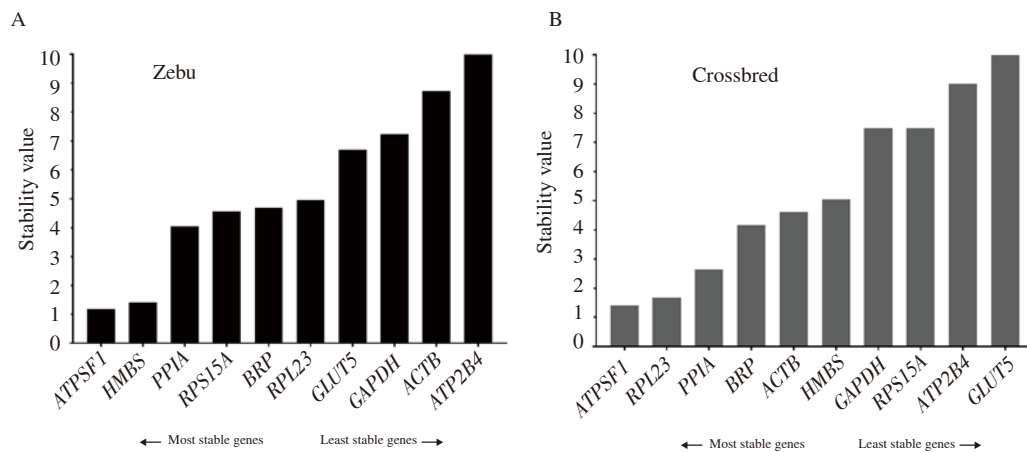 A
Zebu
Stability value
10
9
8
7
6
5
4
3
2
1
0
ATPSF1
HMBS
PPIA
RPS15A
BRP
RPL23
GLUT5
GAPDH
ACTB
ATP2B4
← Most stable genes
Least stable genes →
B
Crossbred
Stability value
10
9
8
7
6
5
4
3
2
1
0
ATPSF1
RPL23
PPIA
BRP
ACTB
HMBS
GAPDH
RPS15A
ATP2B4
GLUT5
← Most stable genes
Least stable genes →